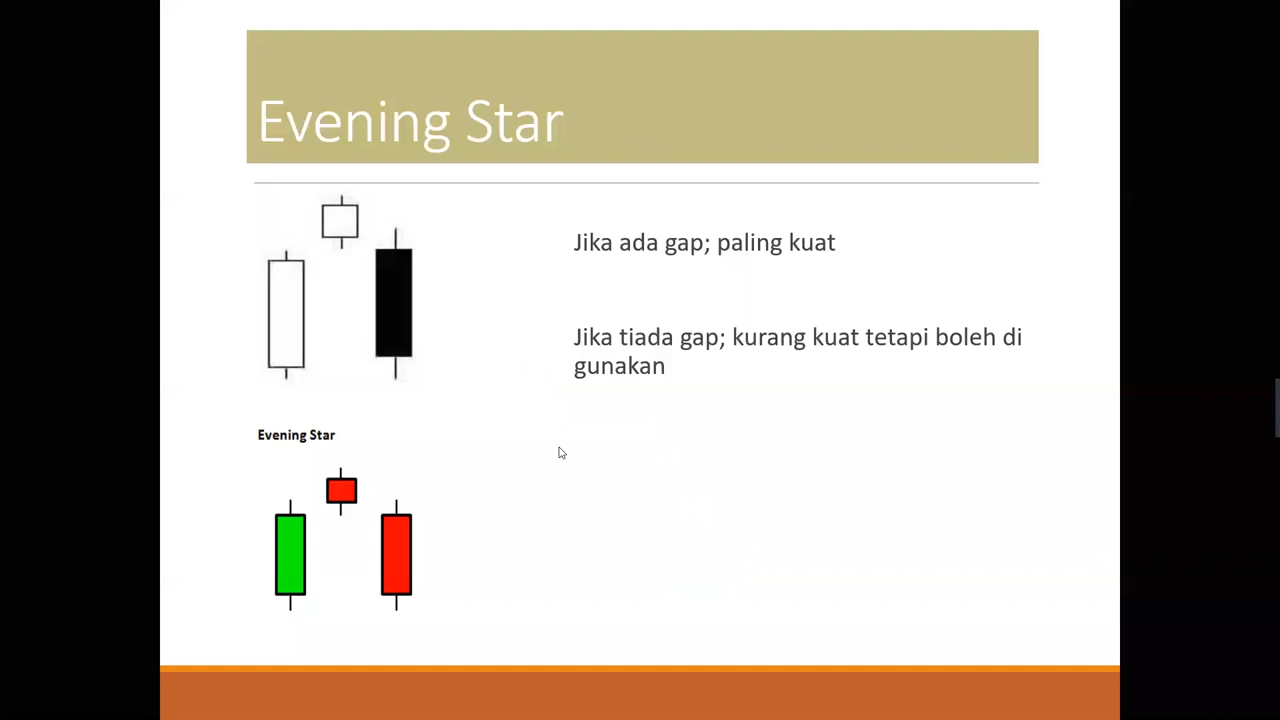 Evening Star
Jika ada gap; paling kuat
Jika tiada gap; kurang kuat tetapi boleh di
gunakan
Evening Star